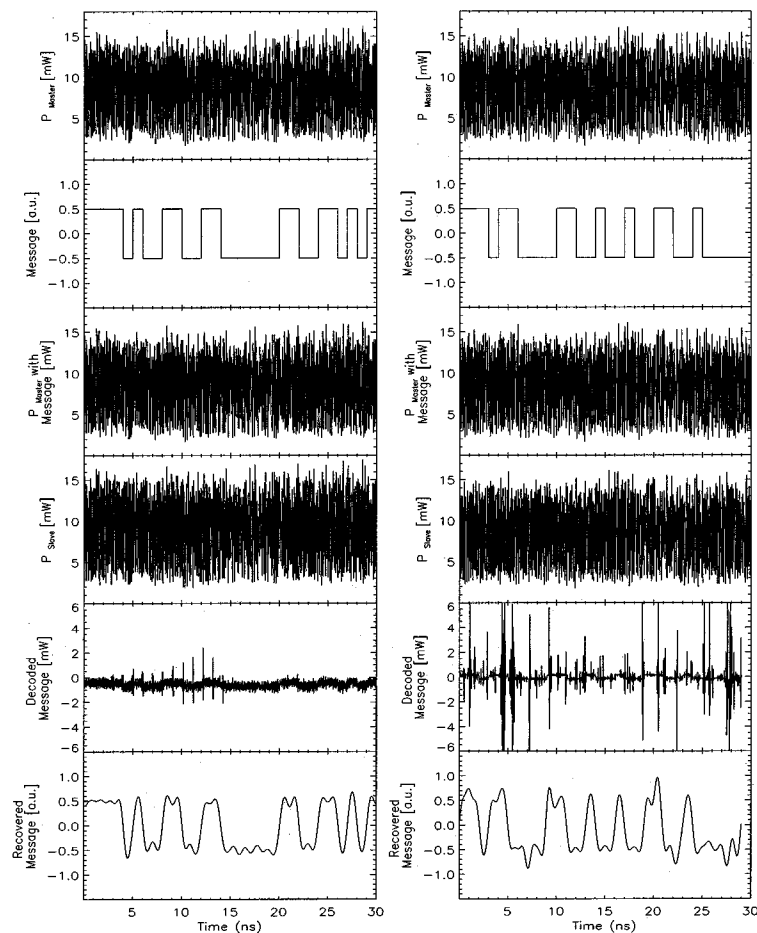 15
10
5
P Master [mW]
15
10
5
P Master [mW]
1.0
0.5
0.0
-0.5
-1.0
Message [a.u.]
1.0
0.5
0.0
-0.5
-1.0
Message [a.u.]
15
10
5
P Master with
Message [mW]
15
10
5
P Master with
Message [mW]
15
10
5
P Slave [mW]
15
10
5
P Slave [mW]
6
4
2
0
-2
-4
-6
Decoded
Message [mW]
6
4
2
0
-2
-4
-6
Decoded
Message [mW]
1.0
0.5
0.0
-0.5
-1.0
Recovered
Message [a.u.]
1.0
0.5
0.0
-0.5
-1.0
Recovered
Message [a.u.]
5 10 15 20 25 30
Time (ns)
5 10 15 20 25 30
Time (ns)